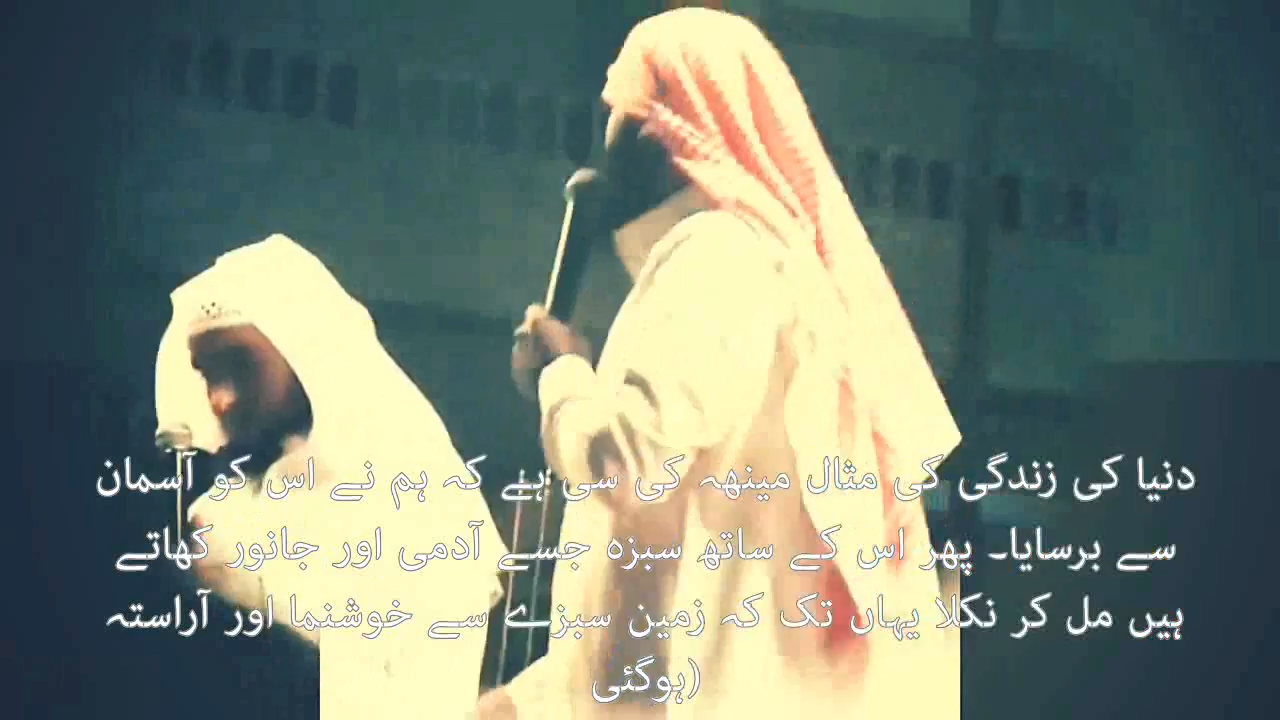 دنیا کی زندگی کی مثال مینھہ کی سی ہے کہ ہم نے اس کو آسمان
سے برسایا۔ پھر اس کے ساتھ سبزہ جسے آدمی اور جانور کھاتے
ہیں مل کر نکلا یہاں تک کہ زمین سبزے سے خوشنما اور آراستہ
(ہوگئی